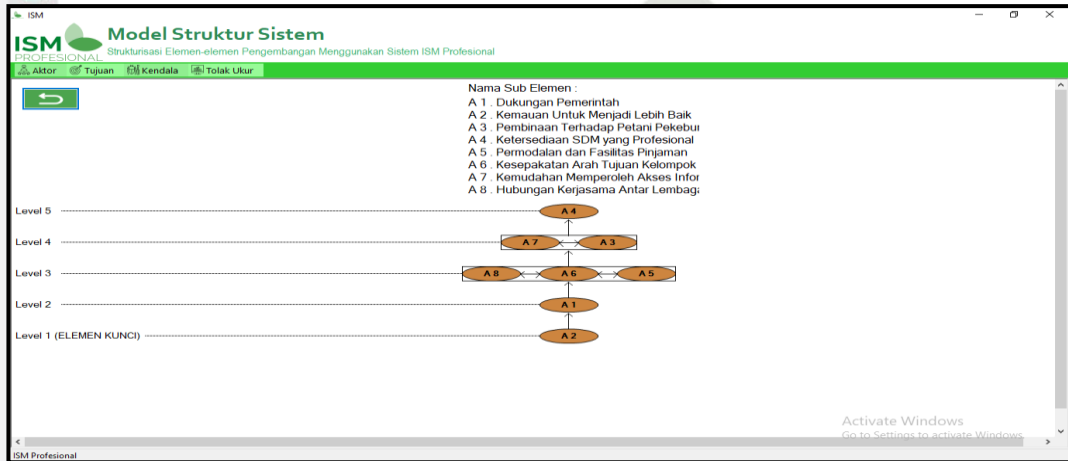 ISM
ISM
PROFESIONAL
Model Struktur Sistem
Strukturisasi Elemen-elemen Pengembangan Menggunakan Sistem ISM Profesional
Aktor Tujuan Kendala Tolak Ukur
Nama Sub Elemen :
A 1 . Dukungan Pemerintah
A 2 . Kemauan Untuk Menjadi Lebih Baik
A 3 . Pembinaan Terhadap Petani Pekebu
A 4 . Ketersediaan SDM yang Profesional
A 5 . Permodalan dan Fasilitas Pinjaman
A 6 . Kesepakatan Arah Tujuan Kelompok
A 7 . Kemudahan Memperoleh Akses Infor
A 8 . Hubungan Kerjasama Antar Lembaga
Level 5 A 4
Level 4 A 7 A 3
Level 3 A 8 A 6 A 5
Level 2 A 1
Level 1 (ELEMEN KUNCI) A 2
Activate Windows
Go to Settings to activate Windows.
ISM Profesional